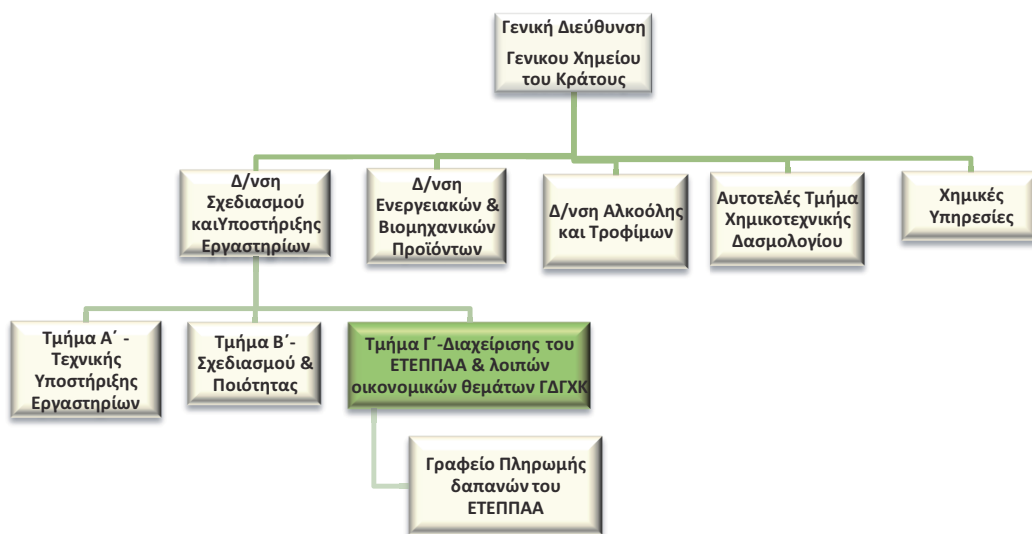 Γενική Διεύθυνση
Γενικου Χημείου
του Κράτους
Δ/νση
Σχεδιασμού
καιΥποστήριξης
Εργαστηρίων
Δ/νση
Ενεργειακών &
Βιομηχανικών
Προϊόντων
Δ/νση Αλκοόλης
και Τροφίμων
Αυτοτελές Τμήμα
Χημικοτεχνικής
Δασμολογίου
Χημικές
Υπηρεσίες
Τμήμα Α΄ -
Τεχνικής
Υποστήριξης
Εργαστηρίων
Τμήμα Β΄-
Σχεδιασμού &
Ποιότητας
Τμήμα Γ΄-Διαχείρισης του
ΕΤΕΠΠΑΑ & λοιπών
οικονομικών θεμάτων ΓΔΓΧΚ
Γραφείο Πληρωμής
δαπανών του
ΕΤΕΠΠΑΑ